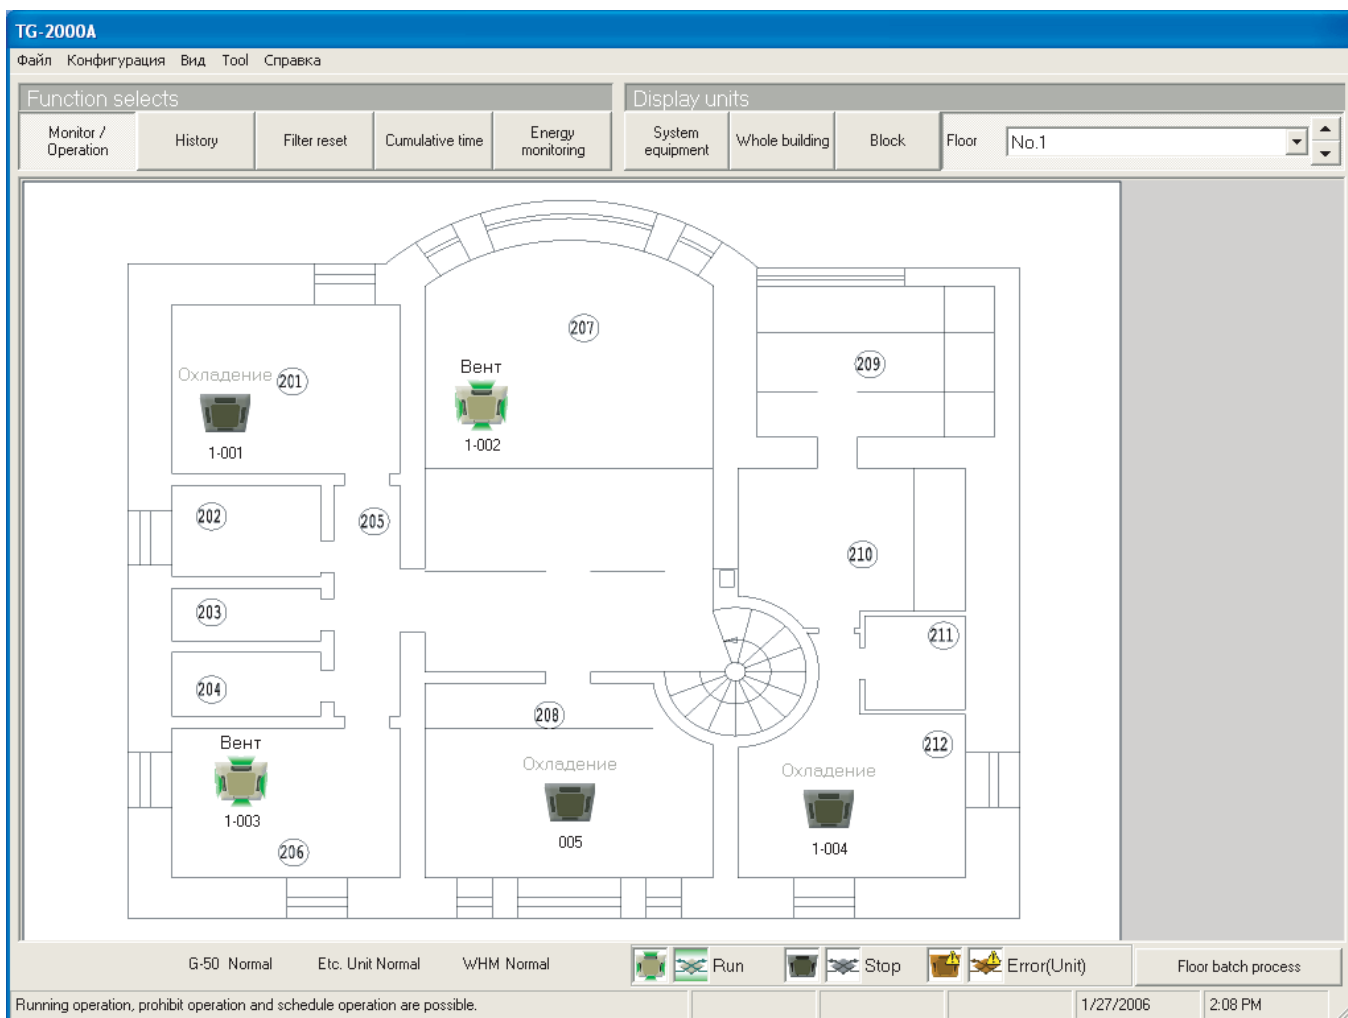 TG-2000A
Файл Конфигурация Вид Tool Справка
Function selects
Display units
Monitor / Operation
History
Filter reset
Cumulative time
Energy monitoring
System equipment
Whole building
Block
Floor
No.1
207
Вент
1-002
209
Охладение
201
1-001
202
205
210
203
211
204
208
212
Вент
1-003
206
Охладение
005
Охладение
1-004
G-50 Normal
Etc. Unit Normal
WHM Normal
Run
Stop
Error(Unit)
Floor batch process
Running operation, prohibit operation and schedule operation are possible.
1/27/2006
2:08 PM